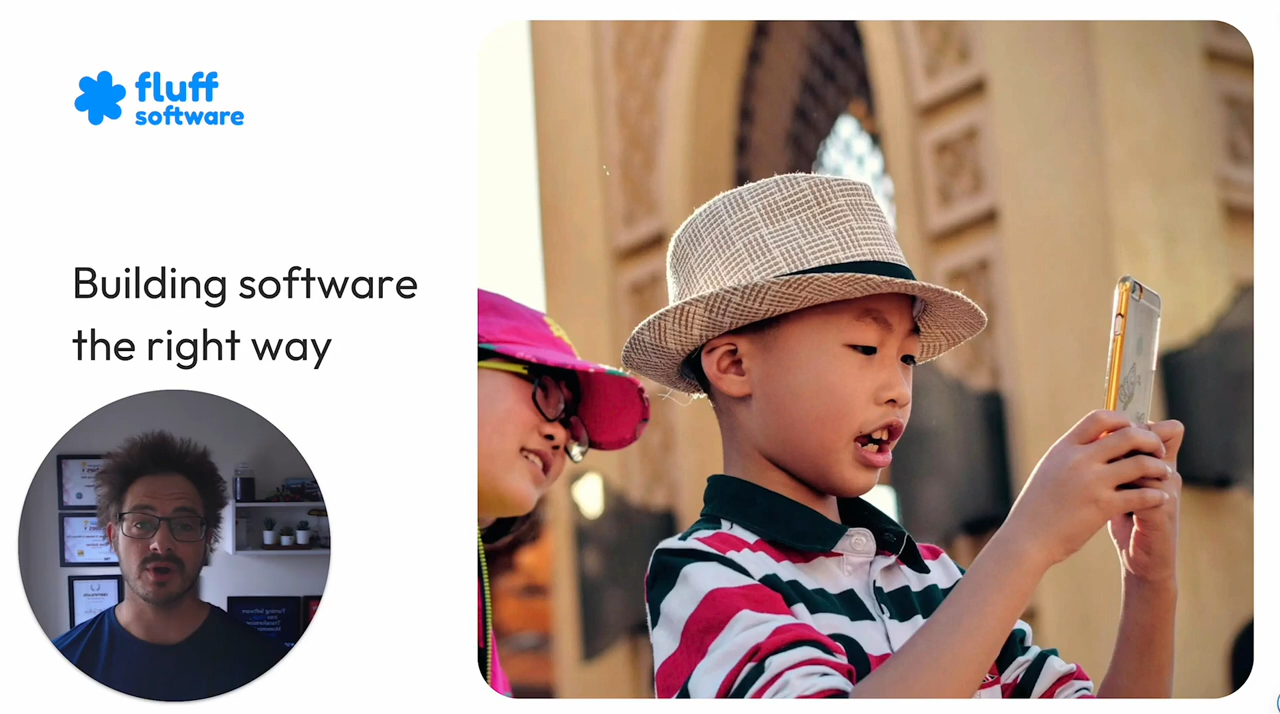 fluff
software
Building software
the right way